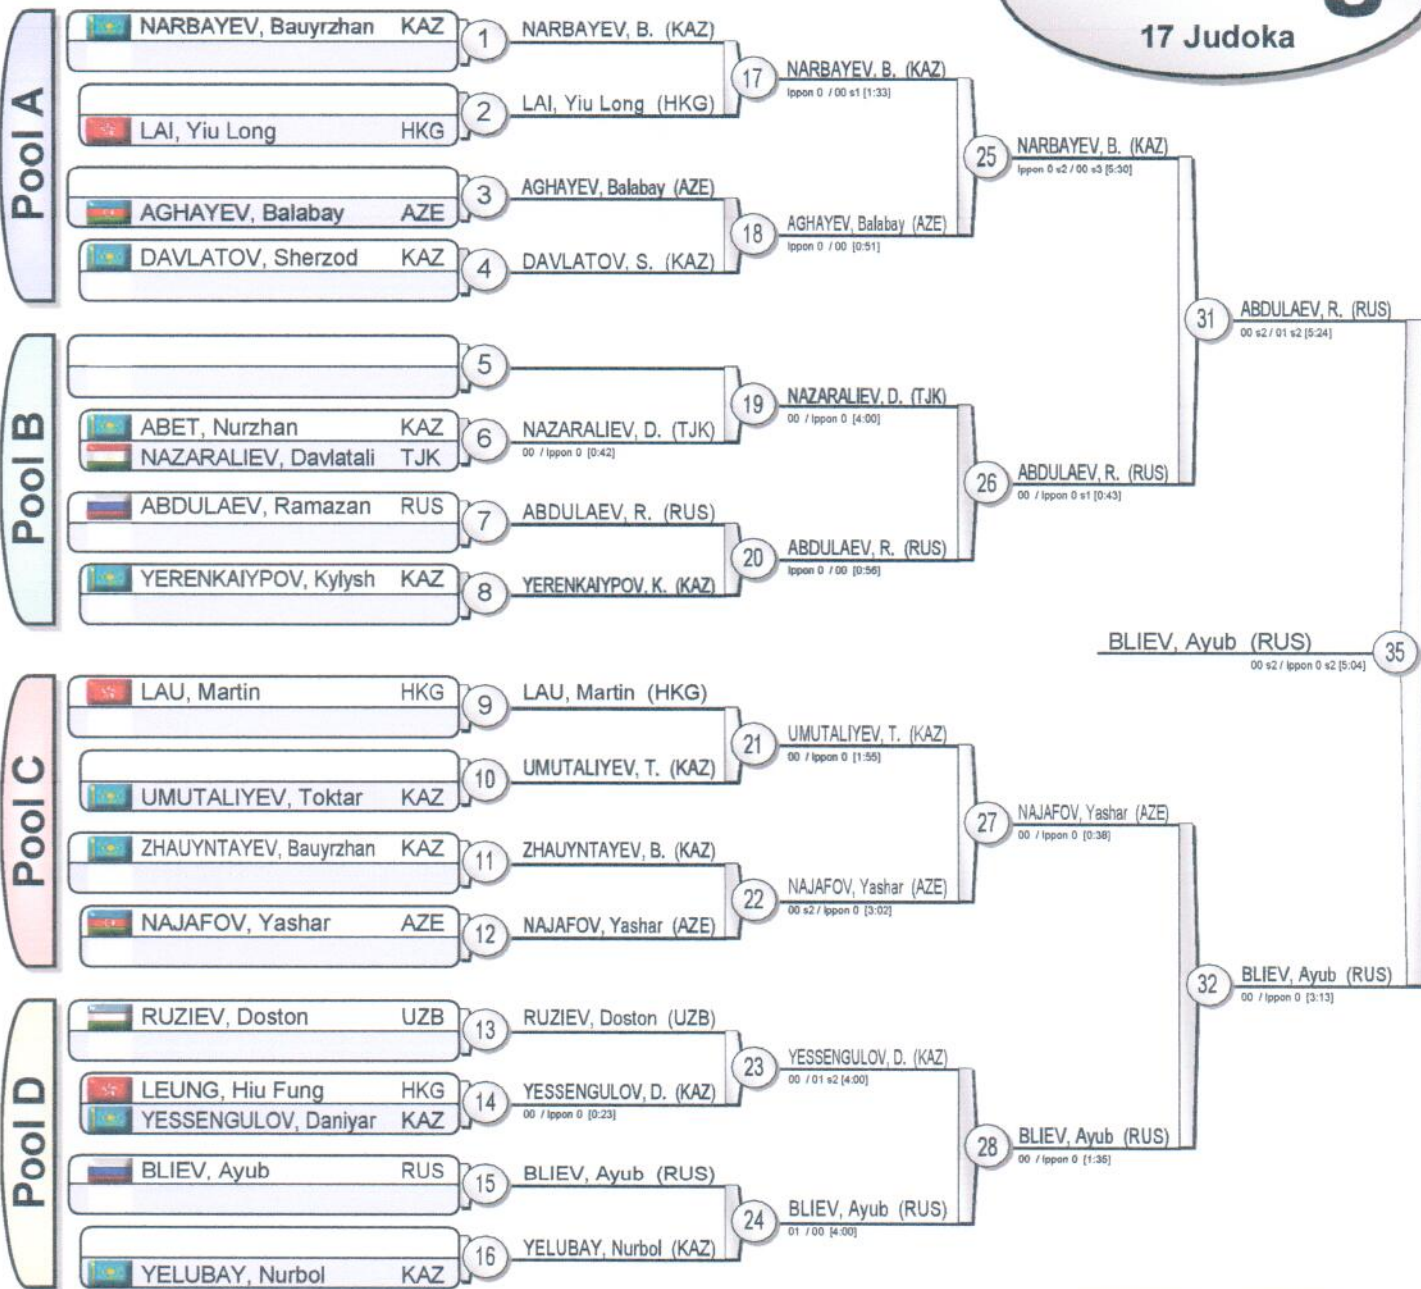 17 Judoka
Pool A
NARBAYEV, Bauyrzhan KAZ
1
NARBAYEV, B. (KAZ)
17
NARBAYEV, B. (KAZ)
Ippon 0 / 00 s1 [1:33]
LAI, Yiu Long HKG
2
LAI, Yiu Long (HKG)
25
NARBAYEV, B. (KAZ)
Ippon 0 s2 / 00 s3 [5:30]
AGHAYEV, Balabay AZE
3
AGHAYEV, Balabay (AZE)
18
AGHAYEV, Balabay (AZE)
Ippon 0 / 00 [0:51]
DAVLATOV, Sherzod KAZ
4
DAVLATOV, S. (KAZ)
31
ABDULAEV, R. (RUS)
00 s2 / 01 s2 [5:24]
Pool B
5
19
NAZARALIEV, D. (TJK)
00 / Ippon 0 [4:00]
ABET, Nurzhan KAZ
NAZARALIEV, Davlatali TJK
6
NAZARALIEV, D. (TJK)
00 / Ippon 0 [0:42]
26
ABDULAEV, R. (RUS)
00 / Ippon 0 s1 [0:43]
ABDULAEV, Ramazan RUS
7
ABDULAEV, R. (RUS)
20
ABDULAEV, R. (RUS)
Ippon 0 / 00 [0:56]
YERENKAIYPOV, Kylysh KAZ
8
YERENKAIYPOV, K. (KAZ)
BLIEV, Ayub (RUS)
00 s2 / Ippon 0 s2 [5:04]
35
Pool C
LAU, Martin HKG
9
LAU, Martin (HKG)
21
UMUTALIYEV, T. (KAZ)
00 / Ippon 0 [1:55]
10
UMUTALIYEV, T. (KAZ)
UMUTALIYEV, Toktar KAZ
27
NAJAFOV, Yashar (AZE)
00 / Ippon 0 [0:38]
ZHAUYNTAYEV, Bauyrzhan KAZ
11
ZHAUYNTAYEV, B. (KAZ)
22
NAJAFOV, Yashar (AZE)
00 s2 / Ippon 0 [3:02]
NAJAFOV, Yashar AZE
12
NAJAFOV, Yashar (AZE)
32
BLIEV, Ayub (RUS)
00 / Ippon 0 [3:13]
Pool D
RUZIEV, Doston UZB
13
RUZIEV, Doston (UZB)
23
YESSENGULOV, D. (KAZ)
00 / 01 s2 [4:00]
LEUNG, Hiu Fung HKG
YESSENGULOV, Daniyar KAZ
14
YESSENGULOV, D. (KAZ)
00 / Ippon 0 [0:23]
28
BLIEV, Ayub (RUS)
00 / Ippon 0 [1:35]
BLIEV, Ayub RUS
15
BLIEV, Ayub (RUS)
24
BLIEV, Ayub (RUS)
01 / 00 [4:00]
16
YELUBAY, Nurbol (KAZ)
YELUBAY, Nurbol KAZ